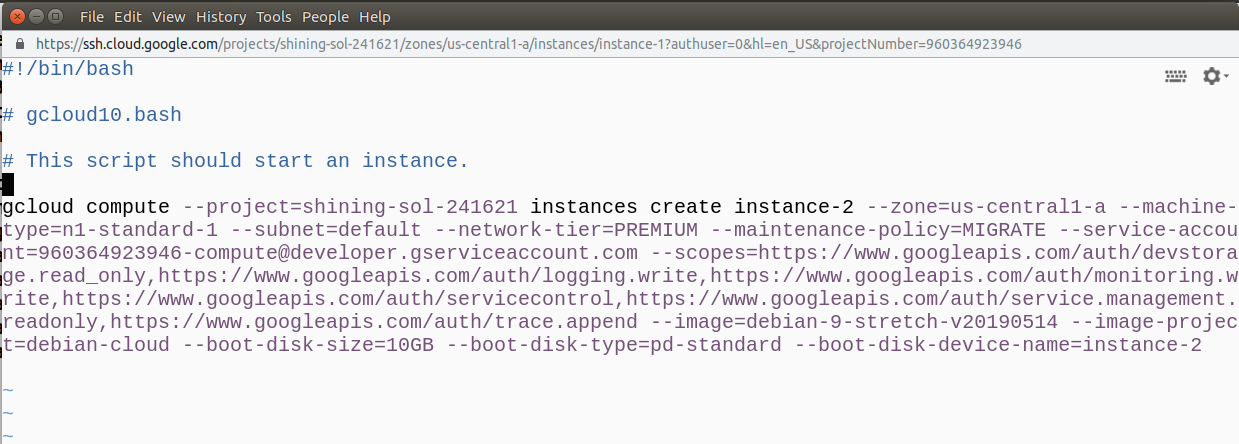 File Edit View History Tools People Help
https://ssh.cloud.google.com/projects/shining-sol-241621/zones/us-central1-a/instances/instance-1?authuser=0&hl=en_US&projectNumber=960364923946
#!/bin/bash
# gcloud10.bash
# This script should start an instance.
gcloud compute --project=shining-sol-241621 instances create instance-2 --zone=us-central1-a --machine-
type=n1-standard-1 --subnet=default --network-tier=PREMIUM --maintenance-policy=MIGRATE --service-accou
nt=960364923946-compute@developer.gserviceaccount.com --scopes=https://www.googleapis.com/auth/devstora
ge.read_only,https://www.googleapis.com/auth/logging.write,https://www.googleapis.com/auth/monitoring.w
rite,https://www.googleapis.com/auth/servicecontrol,https://www.googleapis.com/auth/service.management.
readonly,https://www.googleapis.com/auth/trace.append --image=debian-9-stretch-v20190514 --image-projec
t=debian-cloud --boot-disk-size=10GB --boot-disk-type=pd-standard --boot-disk-device-name=instance-2
~
~
~